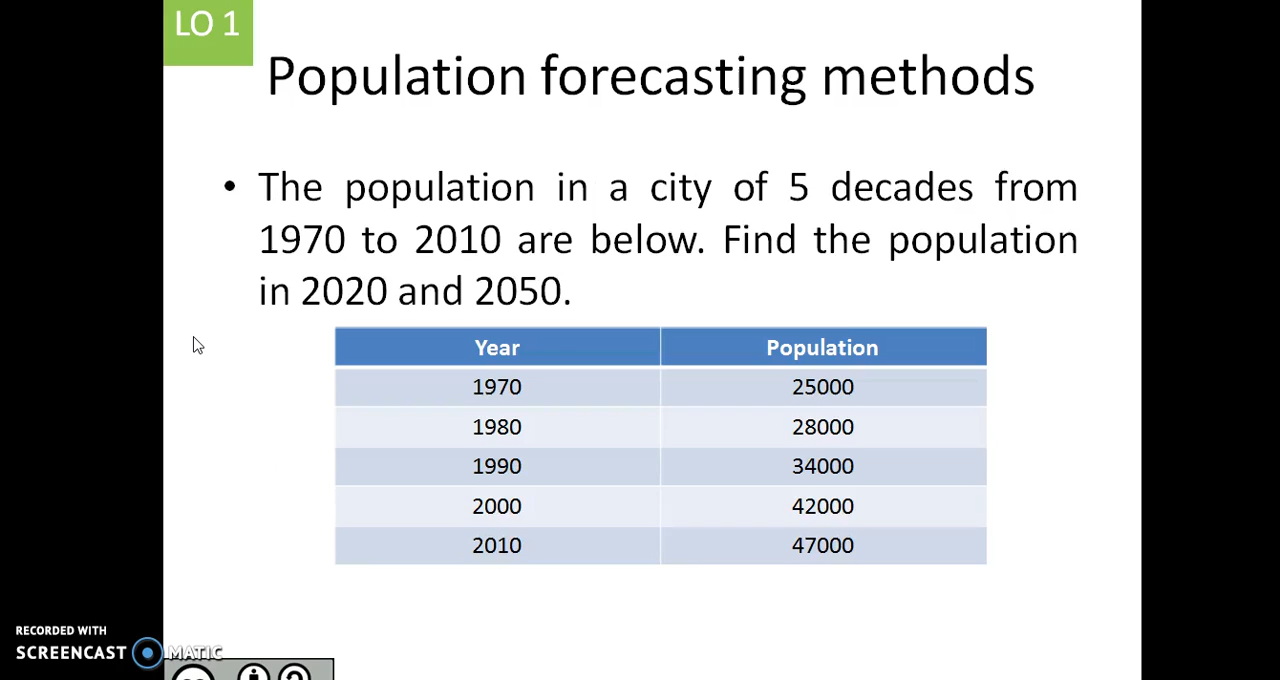 LO 1
Population forecasting methods
• The population in a city of 5 decades from
1970 to 2010 are below. Find the population
in 2020 and 2050.
Year Population
1970 25000
1980 28000
1990 34000
2000 42000
2010 47000
RECORDED WITH
SCREENCAST MATIC